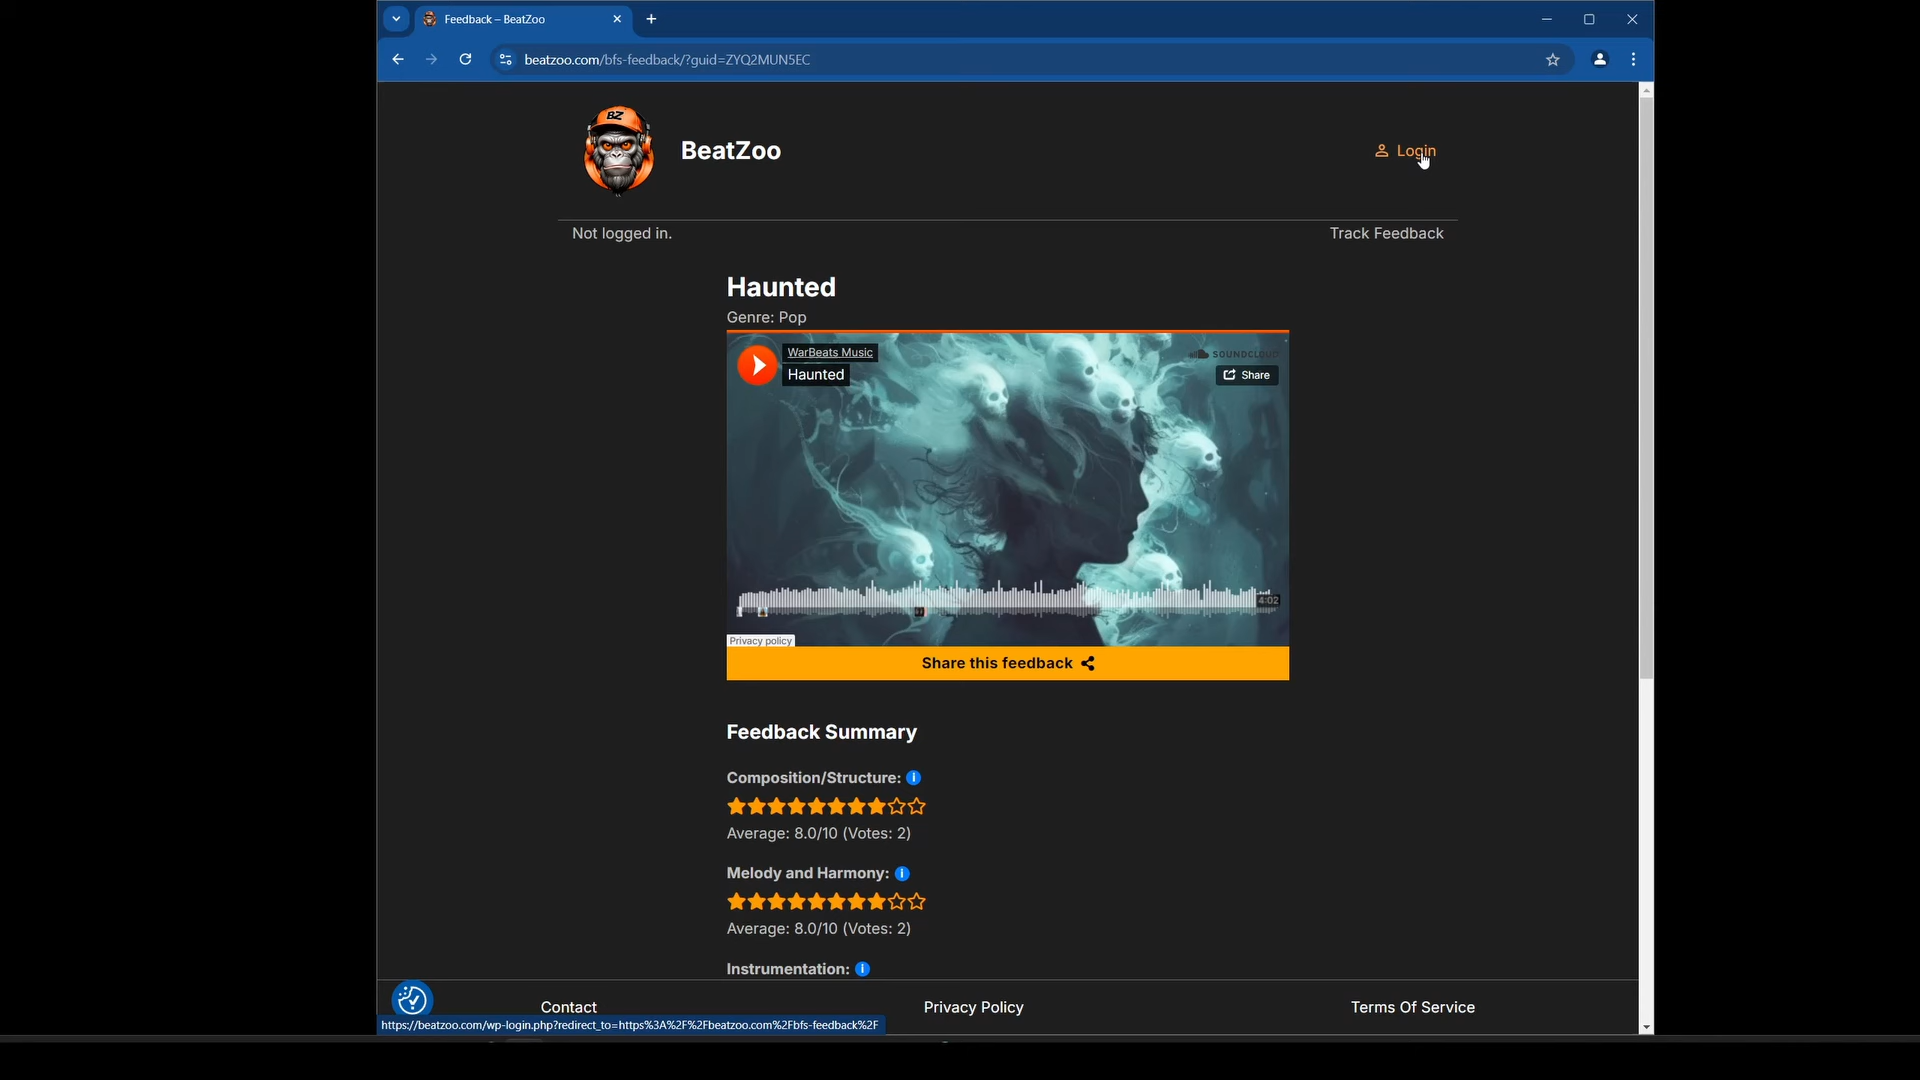 Feedback – BeatZoo
beatzoo.com/bfs-feedback/?guid=ZYQ2MUN5EC
BZ
BeatZoo
Login
Not logged in.
Track Feedback
Haunted
Genre: Pop
WarBeats Music
SOUNDCLOUD
Haunted
Share
4:02
Privacy policy
Share this feedback
Feedback Summary
Composition/Structure:
Average: 8.0/10 (Votes: 2)
Melody and Harmony:
Average: 8.0/10 (Votes: 2)
Instrumentation:
Contact
Privacy Policy
Terms Of Service
https://beatzoo.com/wp-login.php?redirect_to=https%3A%2F%2Fbeatzoo.com%2Fbfs-feedback%2F